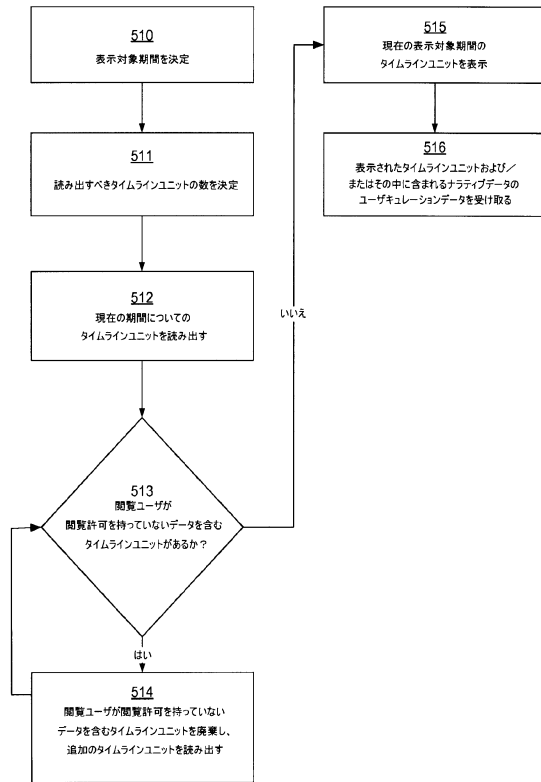 510
表示対象期間を決定
511
読み出すべきタイムラインユニットの数を決定
512
現在の期間についての
タイムラインユニットを読み出す
513
閲覧ユーザが
閲覧許可を持っていないデータを含む
タイムラインユニットがあるか？
はい
514
閲覧ユーザが閲覧許可を持っていない
データを含むタイムラインユニットを廃棄し、
追加のタイムラインユニットを読み出す
いいえ
515
現在の表示対象期間の
タイムラインユニットを表示
516
表示されたタイムラインユニットおよび／
またはその中に含まれるナラティブデータの
ユーザキュレーションデータを受け取る